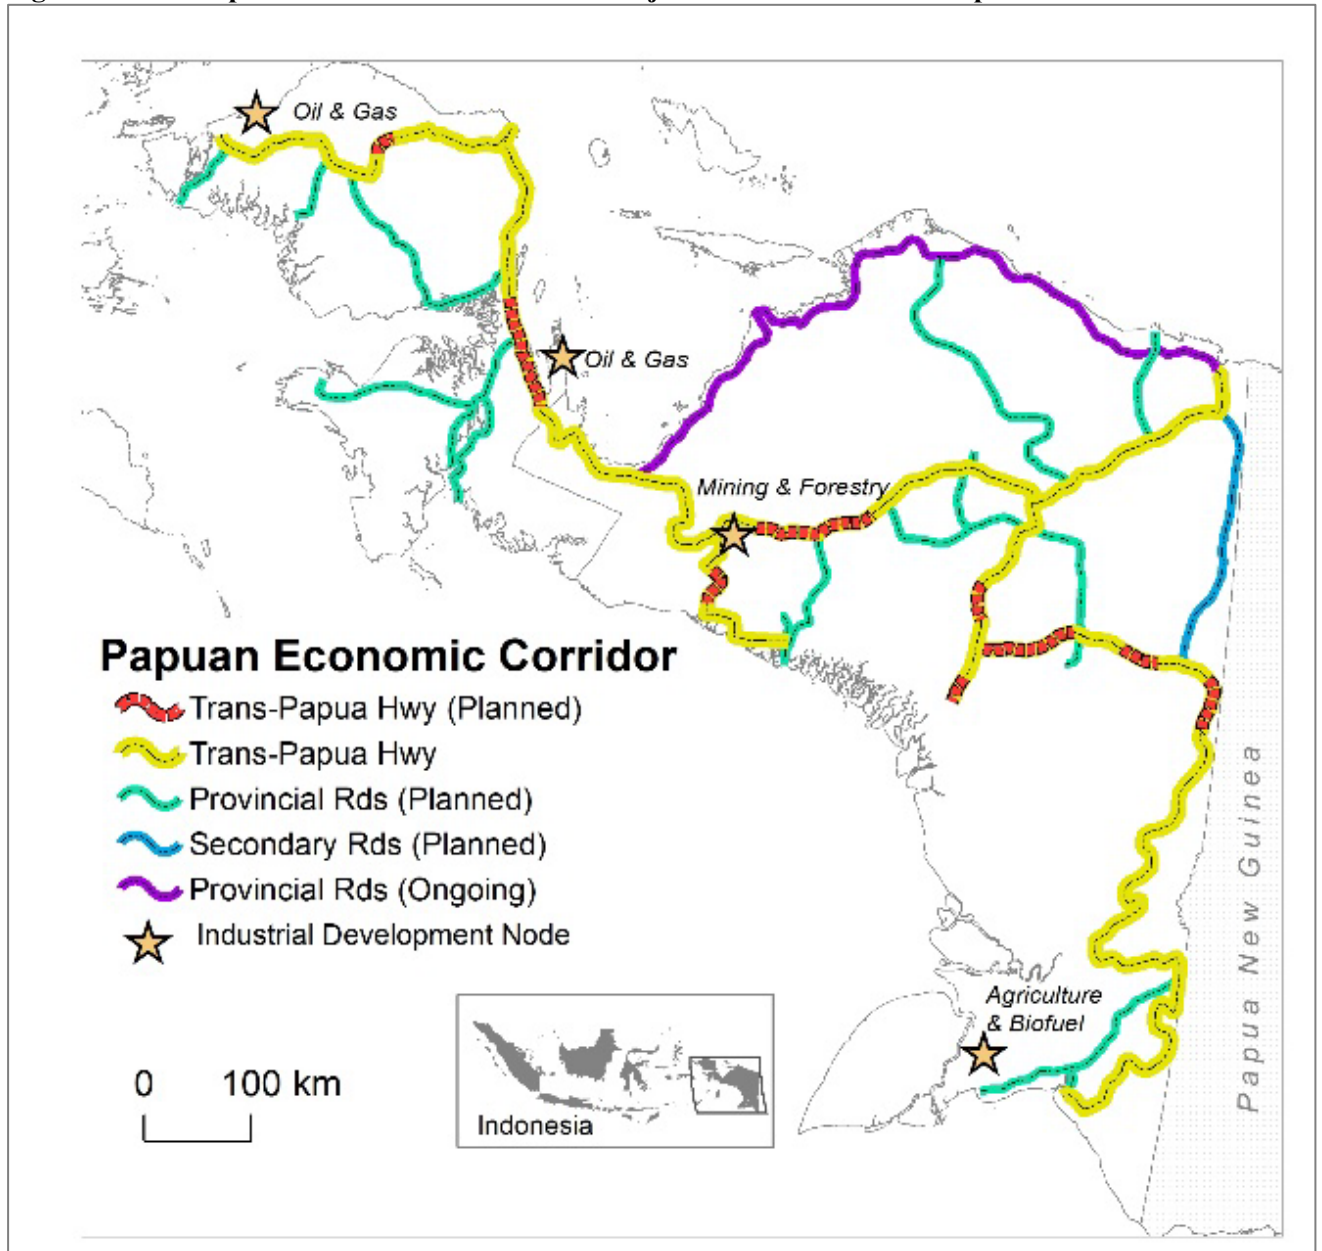 Oil & Gas
Oil & Gas
Mining & Forestry
Papuan Economic Corridor
Trans-Papua Hwy (Planned)
Trans-Papua Hwy
Provincial Rds (Planned)
Secondary Rds (Planned)
Provincial Rds (Ongoing)
Industrial Development Node
Papua New Guinea
Agriculture
& Biofuel
0 100 km
Indonesia